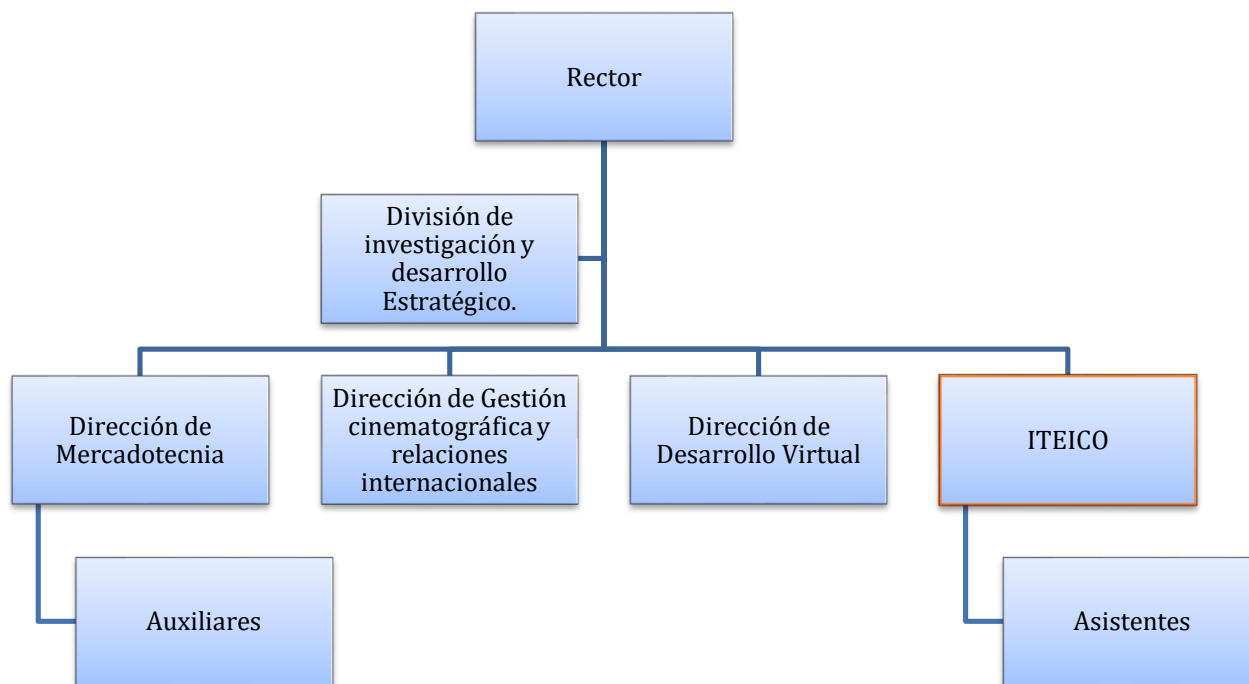 Rector
División de
investigación y
desarrollo
Estratégico.
Dirección de
Mercadotecnia
Dirección de Gestión
cinematográfica y
relaciones
internacionales
Dirección de
Desarrollo Virtual
ITEICO
Auxiliares
Asistentes